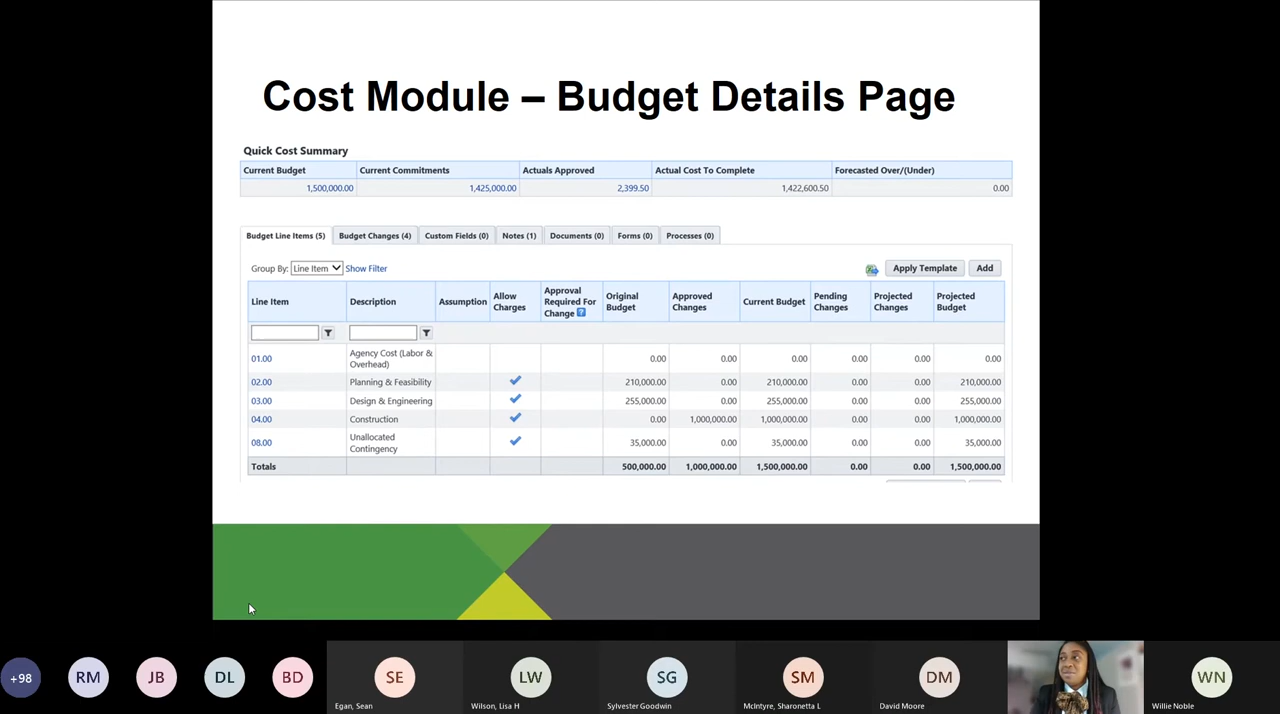 Cost Module – Budget Details Page
Quick Cost Summary
Current Budget Current Commitments Actuals Approved Actual Cost To Complete Forecasted Over/(Under)
1,500,000.00 1,425,000.00 2,399.50 1,422,600.50 0.00
Budget Line Items (5) Budget Changes (4) Custom Fields (0) Notes (1) Documents (0) Forms (0) Processes (0)
Group By: Line Item Show Filter Apply Template Add
Line Item Description Assumption Allow Charges Approval Required For Change ? Original Budget Approved Changes Current Budget Pending Changes Projected Changes Projected Budget
01.00 Agency Cost (Labor & Overhead) 0.00 0.00 0.00 0.00 0.00 0.00
02.00 Planning & Feasibility 210,000.00 0.00 210,000.00 0.00 0.00 210,000.00
03.00 Design & Engineering 255,000.00 0.00 255,000.00 0.00 0.00 255,000.00
04.00 Construction 0.00 1,000,000.00 1,000,000.00 0.00 0.00 1,000,000.00
08.00 Unallocated Contingency 35,000.00 0.00 35,000.00 0.00 0.00 35,000.00
Totals 500,000.00 1,000,000.00 1,500,000.00 0.00 0.00 1,500,000.00
+98 RM JB DL BD SE LW SG SM DM WN
Egan, Sean Wilson, Lisa H Sylvester Goodwin McIntyre, Sharonetta L David Moore Willie Noble